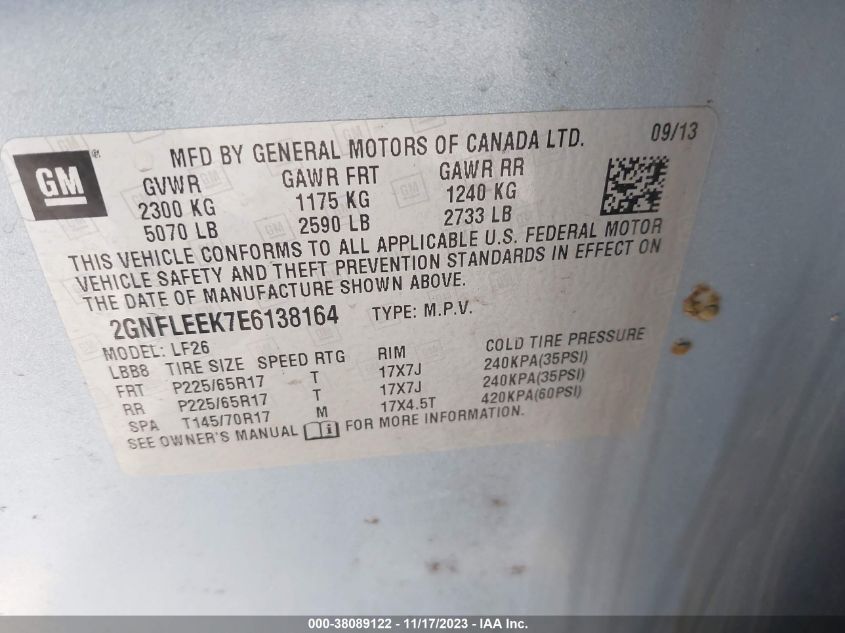 GM
®
MFD BY GENERAL MOTORS OF CANADA LTD.
09/13
GVWR GAWR FRT GAWR RR
2300 KG 1175 KG 1240 KG
5070 LB 2590 LB 2733 LB
THIS VEHICLE CONFORMS TO ALL APPLICABLE U.S. FEDERAL MOTOR
VEHICLE SAFETY AND THEFT PREVENTION STANDARDS IN EFFECT ON
THE DATE OF MANUFACTURE SHOWN ABOVE.
2GNFLEEK7E6138164 TYPE: M.P.V.
MODEL: LF26
LBB8 TIRE SIZE SPEED RTG RIM COLD TIRE PRESSURE
FRT P225/65R17 T 17X7J 240KPA(35PSI)
RR P225/65R17 T 17X7J 240KPA(35PSI)
SPA T145/70R17 M 17X4.5T 420KPA(60PSI)
SEE OWNER'S MANUAL FOR MORE INFORMATION.
000-38089122 - 11/17/2023 - IAA Inc.